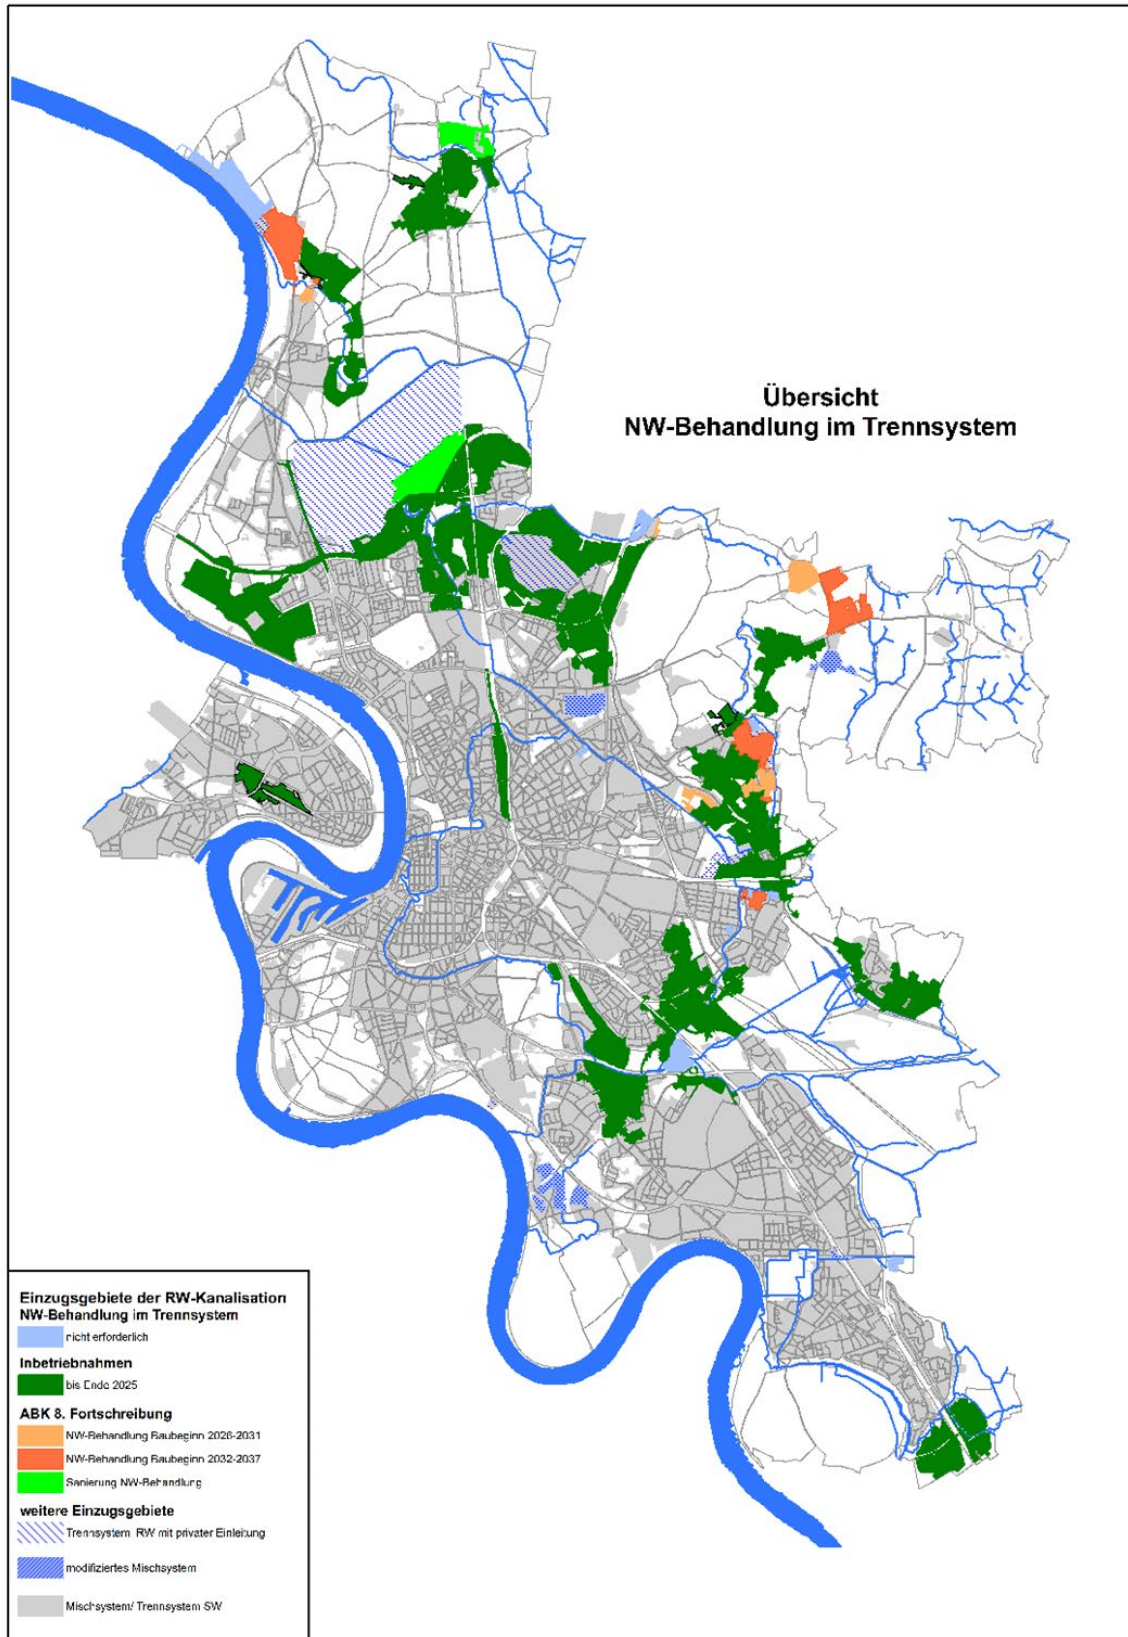 Übersicht
NW-Behandlung im Trennsystem
Einzugsgebiete der RW-Kanalisation
NW-Behandlung im Trennsystem
nicht erforderlich
Inbetriebnahmen
bis Ende 2025
ABK 8. Fortschreibung
NW-Behandlung Baubeginn 2026-2031
NW-Behandlung Baubeginn 2032-2037
Sanierung NW-Behandlung
weitere Einzugsgebiete
Trennsystem RW mit privater Einleitung
modifiziertes Mischsystem
Mischsystem/ Trennsystem SW